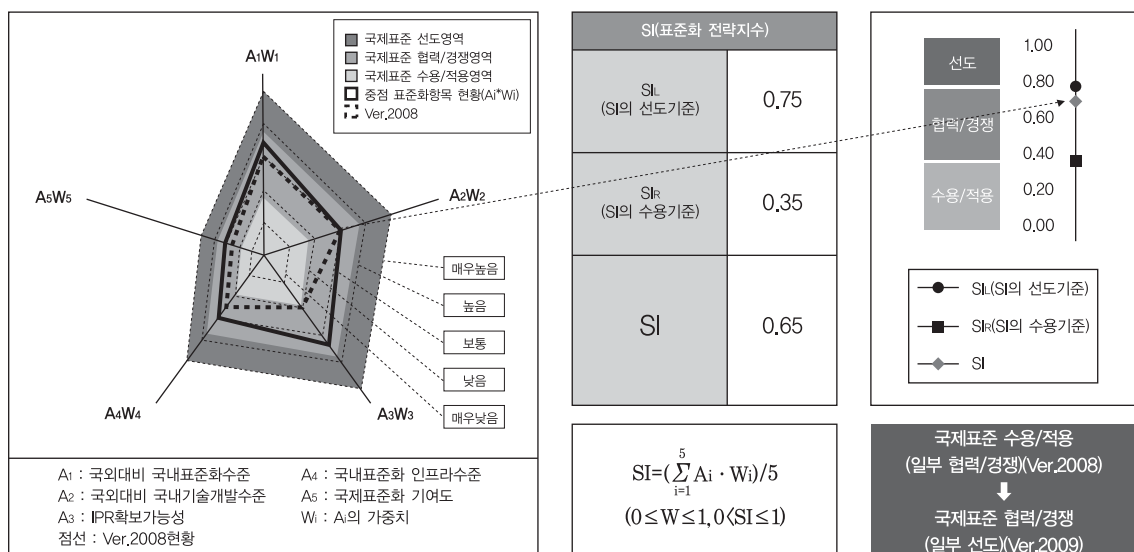 국제표준 선도영역
국제표준 협력/경쟁영역
국제표준 수용/적용영역
중점 표준화항목 현황(Ai*Wi)
Ver.2008
A1W1
A2W2
A5W5
A4W4
A3W3
매우높음
높음
보통
낮음
매우낮음
A1 : 국외대비 국내표준화수준
A2 : 국외대비 국내기술개발수준
A3 : IPR확보가능성
점선 : Ver.2008현황
A4 : 국내표준화 인프라수준
A5 : 국제표준화 기여도
Wi : Ai의 가중치
SI(표준화 전략지수)
SIL
(SI의 선도기준)
0.75
SIR
(SI의 수용기준)
0.35
SI
0.65
SI=(∑Ai·Wi)/5
5
i=1
(0≤W≤1, 0<SI≤1)
선도
협력/경쟁
수용/적용
1.00
0.80
0.60
0.40
0.20
0.00
SIL(SI의 선도기준)
SIR(SI의 수용기준)
SI
국제표준 수용/적용
(일부 협력/경쟁)(Ver.2008)
국제표준 협력/경쟁
(일부 선도)(Ver.2009)